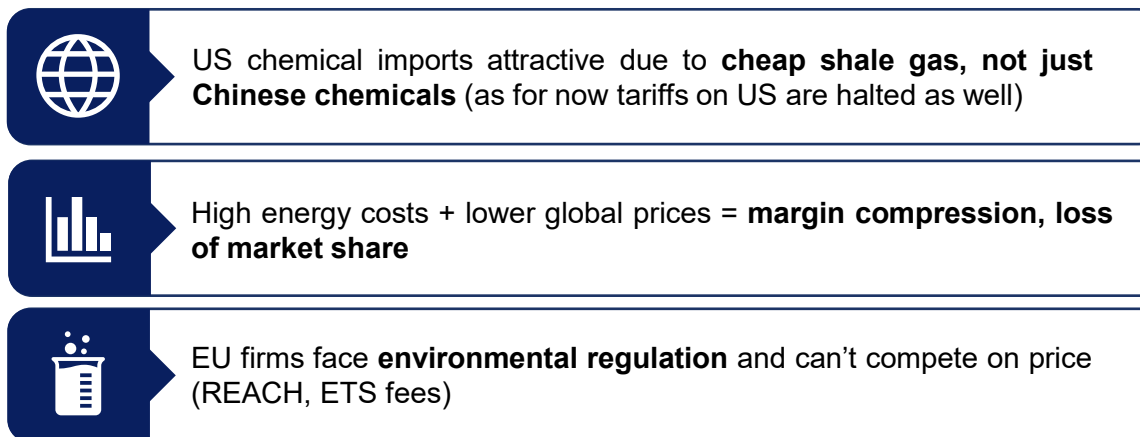 US chemical imports attractive due to cheap shale gas, not just
Chinese chemicals (as for now tariffs on US are halted as well)
High energy costs + lower global prices = margin compression, loss
of market share
EU firms face environmental regulation and can’t compete on price
(REACH, ETS fees)